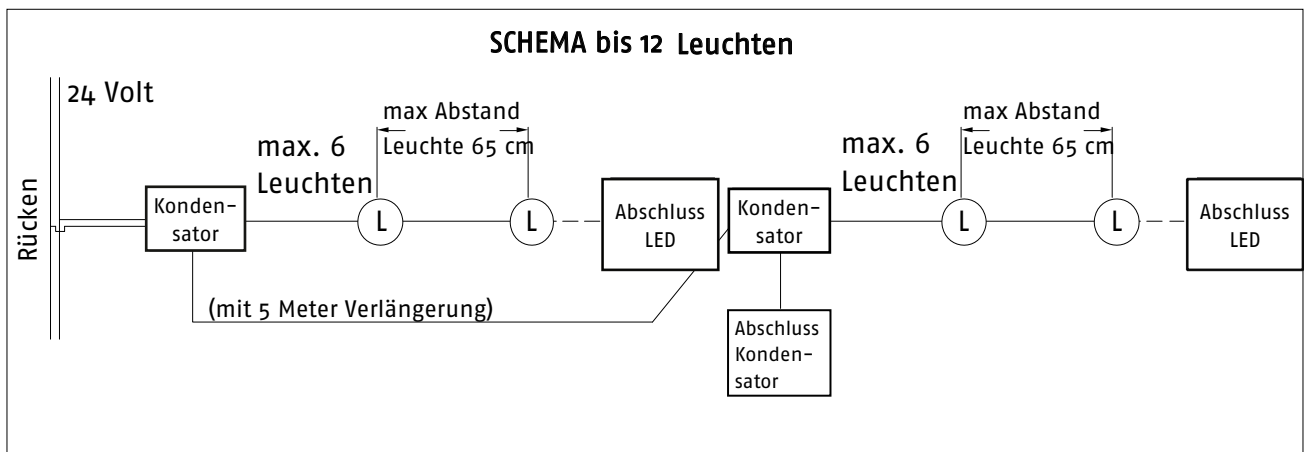 SCHEMA bis 12 Leuchten
24 Volt
Rücken
Konden-
sator
max. 6
Leuchten
max Abstand
Leuchte 65 cm
L
L
Abschluss
LED
Konden-
sator
max. 6
Leuchten
max Abstand
Leuchte 65 cm
L
L
Abschluss
LED
(mit 5 Meter Verlängerung)
Abschluss
Konden-
sator